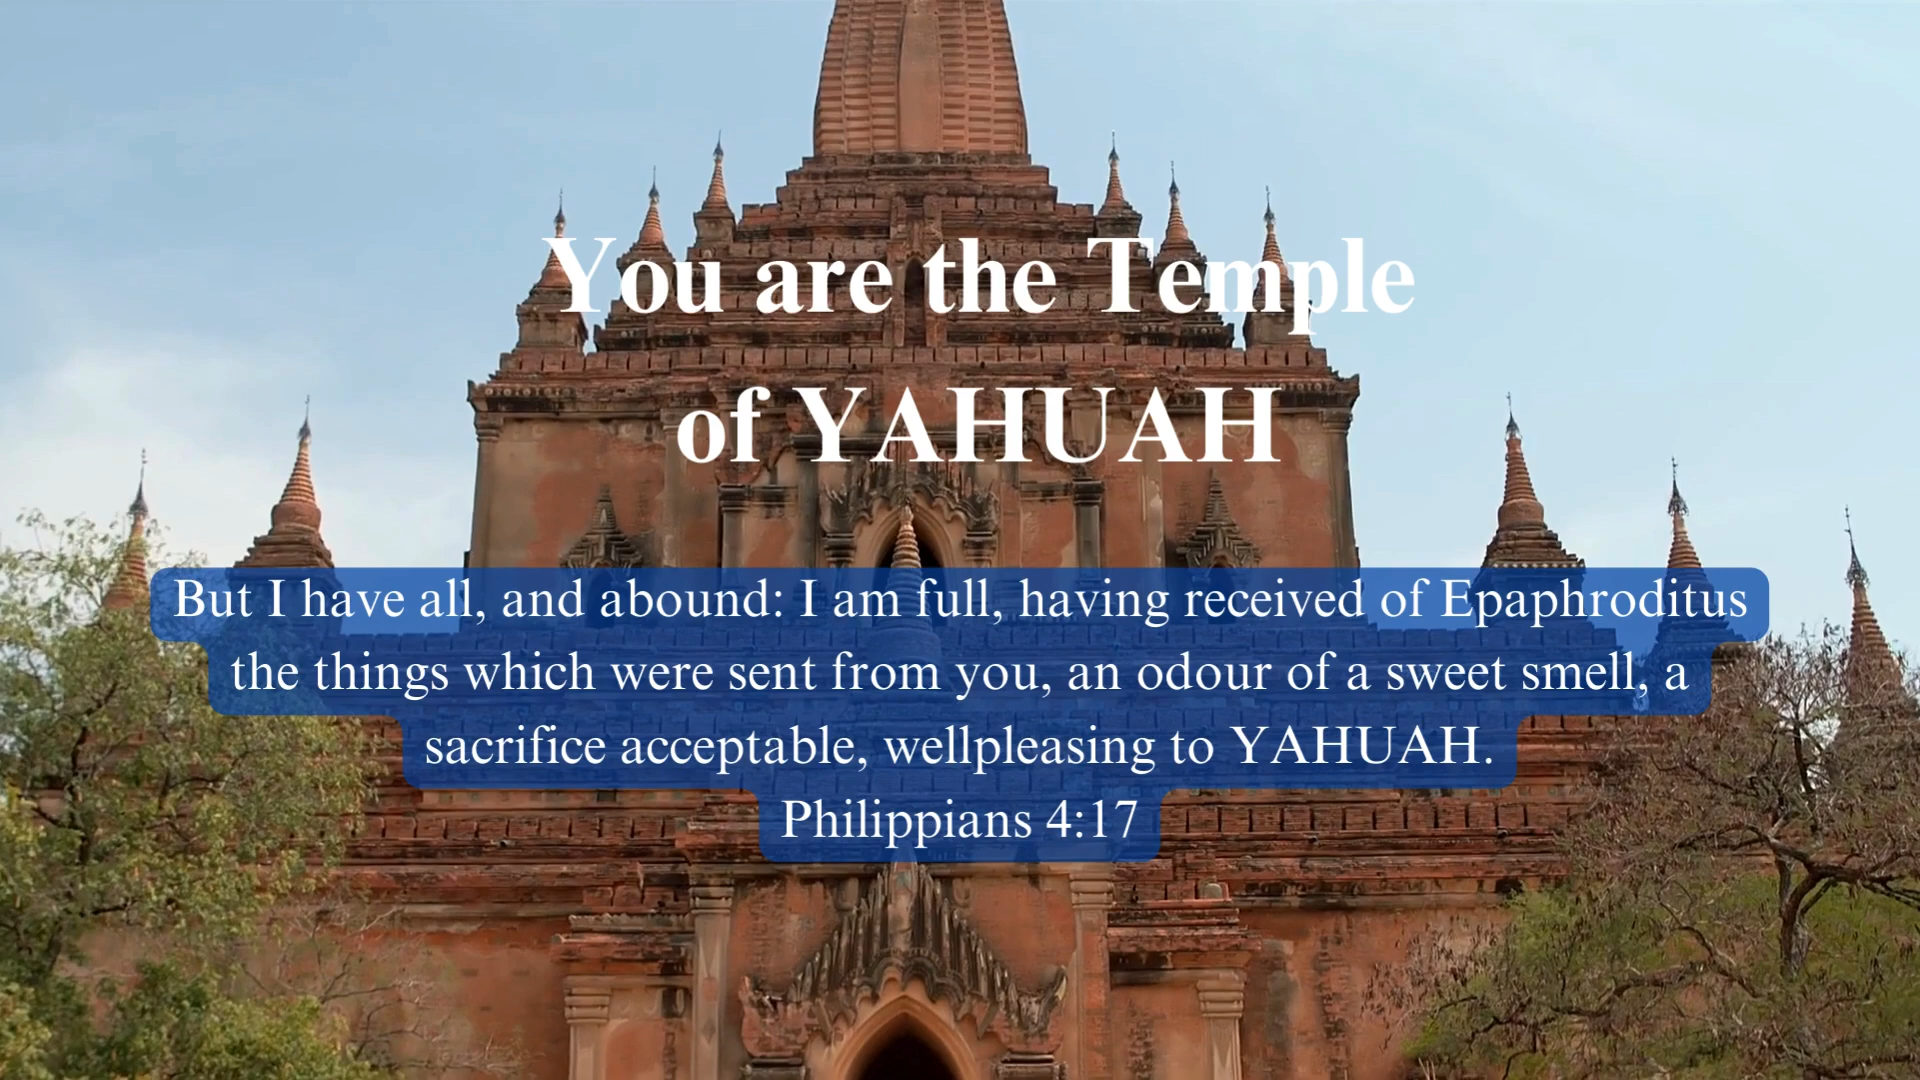 You are the Temple
of YAHUAH
But I have all, and abound: I am full, having received of Epaphroditus
the things which were sent from you, an odour of a sweet smell, a
sacrifice acceptable, wellpleasing to YAHUAH.
Philippians 4:17